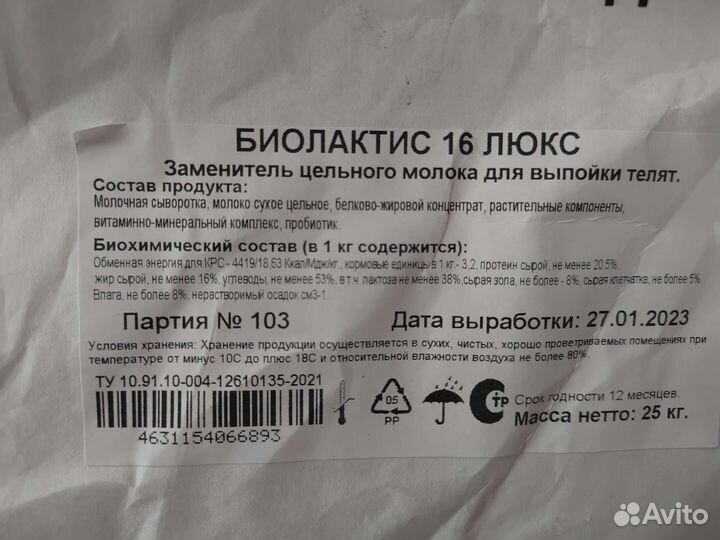 БИОЛАКТИС 16 ЛЮКС
Заменитель цельного молока для выпойки телят.
Состав продукта:
Молочная сыворотка, молоко сухое цельное, белково-жировой концентрат, растительные компоненты,
витаминно-минеральный комплекс, пробиотик.
Биохимический состав (в 1 кг содержится):
Обменная энергия для КРС - 4419/18,63 Ккал/Мдж/кг., кормовые единицы в 1 кг.- 3,2, протеин сырой, не менее 20.5%,
жир сырой, не менее 16%, углеводы, не менее 53%, в т.ч. лактоза не менее 38%, сырая зола, не более - 8%, сырая клетчатка, не более 5%.
Влага, не более 8%, нерастворимый осадок см3-1.
Партия № 103
Дата выработки: 27.01.2023
Условия хранения: Хранение продукции осуществляется в сухих, чистых, хорошо проветриваемых помещениях при
температуре от минус 10С до плюс 18С и относительной влажности воздуха не более 80%.
ТУ 10.91.10-004-12610135-2021
4631154066893
05
PP
тр
Срок годности 12 месяцев.
Масса нетто: 25 кг.
Avito